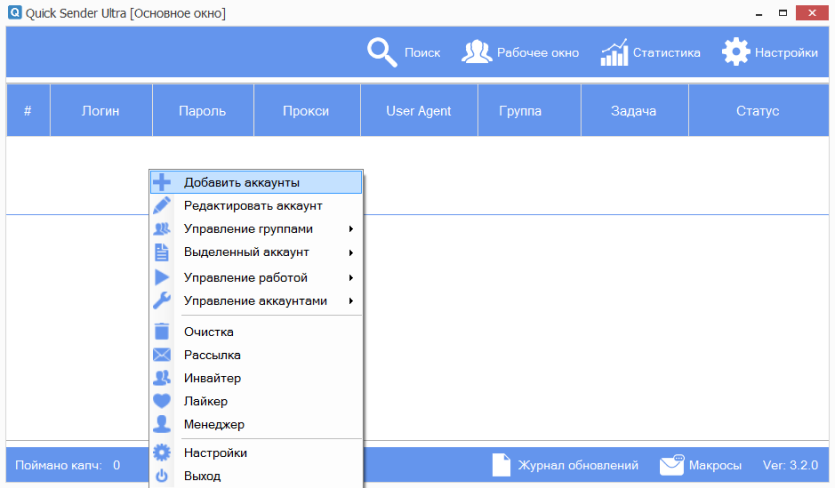 Quick Sender Ultra [Основное окно]
Поиск Рабочее окно Статистика Настройки
# Логин Пароль Прокси User Agent Группа Задача Статус
Добавить аккаунты
Редактировать аккаунт
Управление группами
Выделенный аккаунт
Управление работой
Управление аккаунтами
Очистка
Рассылка
Инвайтер
Лайкер
Менеджер
Настройки
Выход
Поймано капч: 0 Журнал обновлений Макросы Ver: 3.2.0